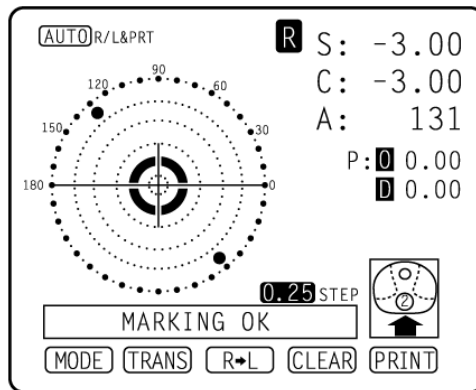 AUTO R/L&PRT
R S: -3.00
C: -3.00
A: 131
P: O 0.00
D 0.00
90
120 60
150 30
180 0
0.25 STEP
2
MARKING OK
MODE TRANS R➡L CLEAR PRINT